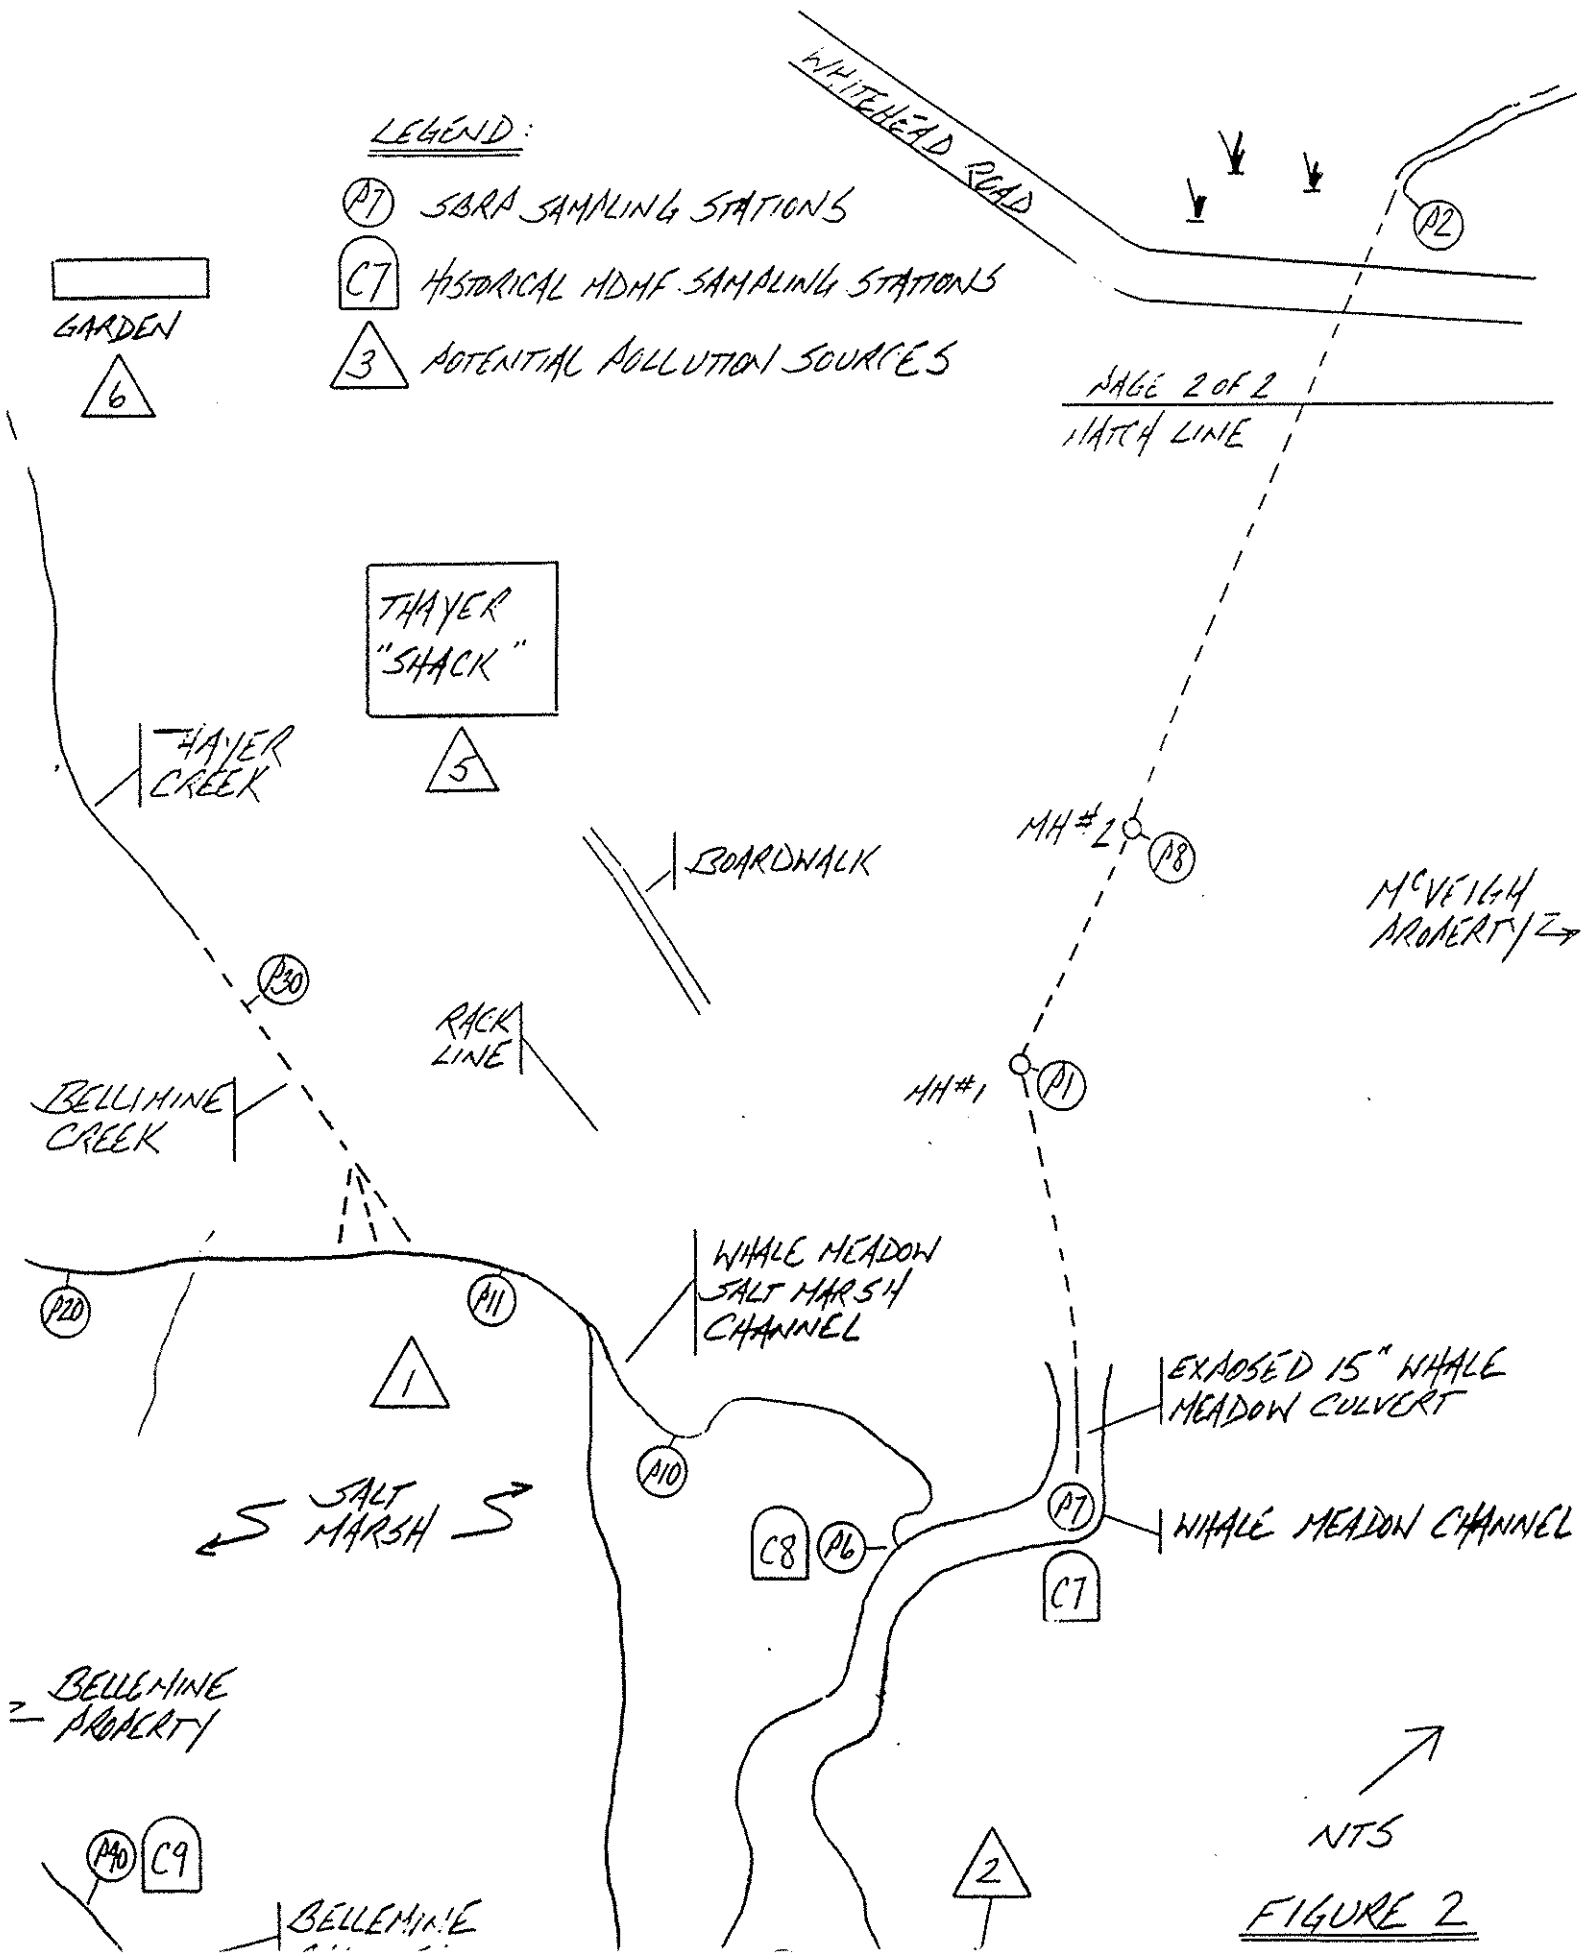 WHITEHEAD ROAD
LEGEND:
P7 SBRP SAMPLING STATIONS
C7 HISTORICAL MDMF SAMPLING STATIONS
3 POTENTIAL POLLUTION SOURCES
GARDEN
6
P2
PAGE 2 OF 2
MATCH LINE
THAYER
"SHACK"
5
THAYER
CREEK
BOARDWALK
MH#2
P8
McVEIGH
PROPERTY
P30
RACK
LINE
MH#1
P1
BELLIMINE
CREEK
P20
P11
WHALE MEADOW
SALT MARSH
CHANNEL
1
EXPOSED 15" WHALE
MEADOW CULVERT
P10
SALT
MARSH
C8
P6
P7
WHALE MEADOW CHANNEL
C7
BELLEMINE
PROPERTY
P40
C9
2
NTS
BELLEMINE
FIGURE 2